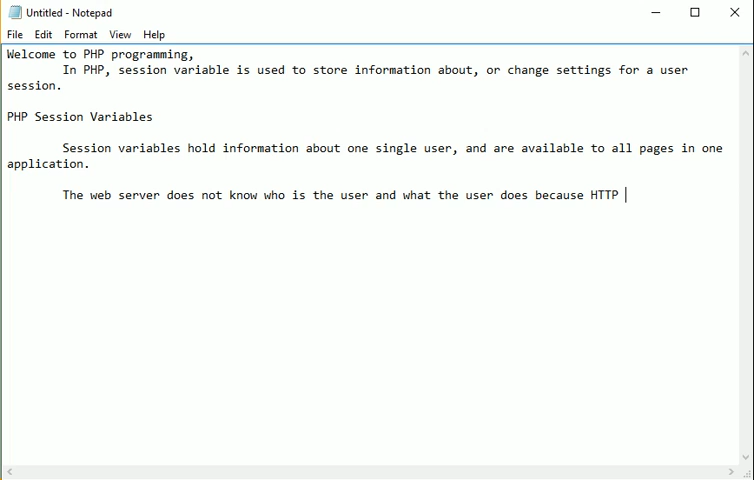 Untitled - Notepad
File Edit Format View Help
Welcome to PHP programming,
In PHP, session variable is used to store information about, or change settings for a user
session.
PHP Session Variables
Session variables hold information about one single user, and are available to all pages in one
application.
The web server does not know who is the user and what the user does because HTTP